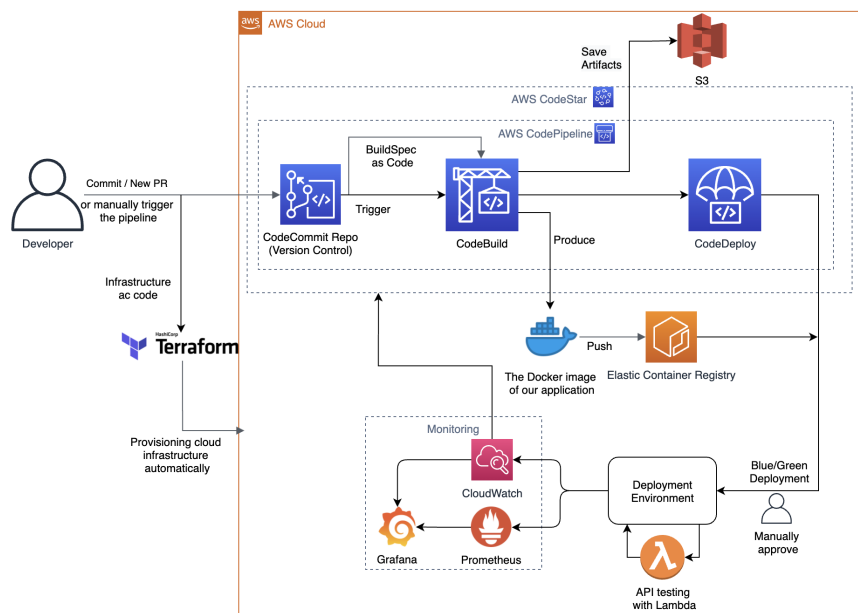 aws
AWS Cloud
Save
Artifacts
S3
AWS CodeStar
AWS CodePipeline
BuildSpec
as Code
Commit / New PR
or manually trigger
the pipeline
Trigger
Developer
CodeCommit Repo
(Version Control)
CodeBuild
CodeDeploy
Produce
Infrastructure
ac code
HashiCorp
Terraform
Push
The Docker image
of our application
Elastic Container Registry
Provisioning cloud
infrastructure
automatically
Monitoring
CloudWatch
Grafana
Prometheus
Deployment
Environment
Blue/Green
Deployment
Manually
approve
API testing
with Lambda